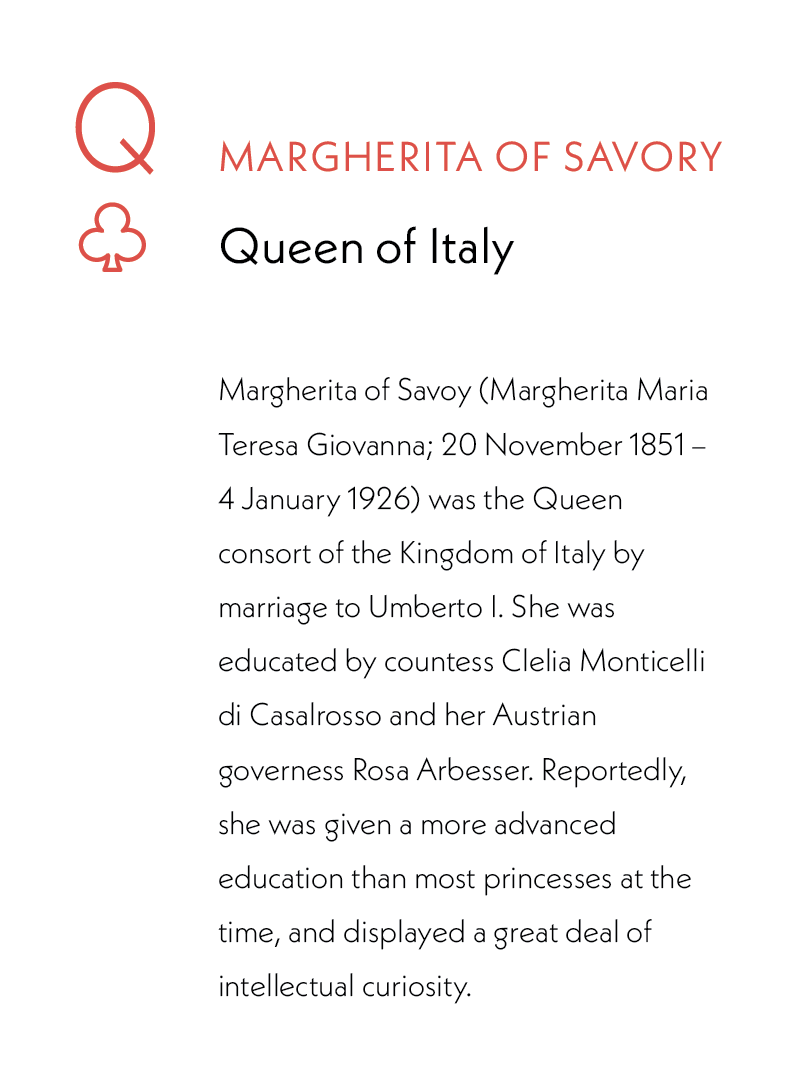 Q
MARGHERITA OF SAVORY
Queen of Italy
Margherita of Savoy (Margherita Maria
Teresa Giovanna; 20 November 1851 –
4 January 1926) was the Queen
consort of the Kingdom of Italy by
marriage to Umberto I. She was
educated by countess Clelia Monticelli
di Casalrosso and her Austrian
governess Rosa Arbesser. Reportedly,
she was given a more advanced
education than most princesses at the
time, and displayed a great deal of
intellectual curiosity.